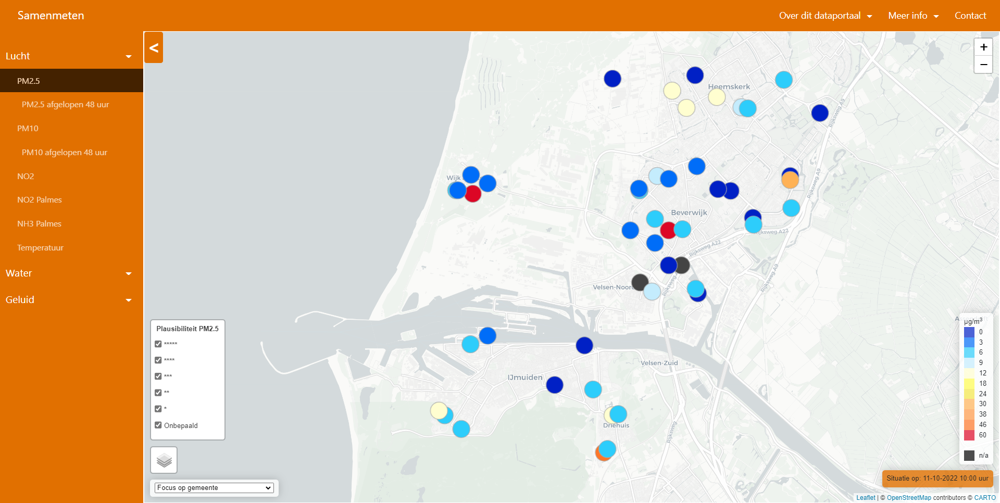 Samenmeten
Over dit dataportaal
Meer info
Contact
<
Lucht
PM2.5
PM2.5 afgelopen 48 uur
PM10
PM10 afgelopen 48 uur
NO2
NO2 Palmes
NH3 Palmes
Temperatuur
Water
Geluid
+
−
Heemskerk
Rijksweg A9
Wijk
Rijksweg A9
Beverwijk
Rijksweg A22
Rijksweg A22
Rijksweg A9
Velsen-Noord
Rijksweg
Velsen-Zuid
IJmuiden
Driehuis
Rijksweg
Plausibiliteit PM2.5
*****
****
***
**
*
Onbepaald
Focus op gemeente
µg/m³
0
3
6
9
12
18
24
30
38
46
60
n/a
Situatie op: 11-10-2022 10:00 uur
Leaflet | © OpenStreetMap contributors © CARTO